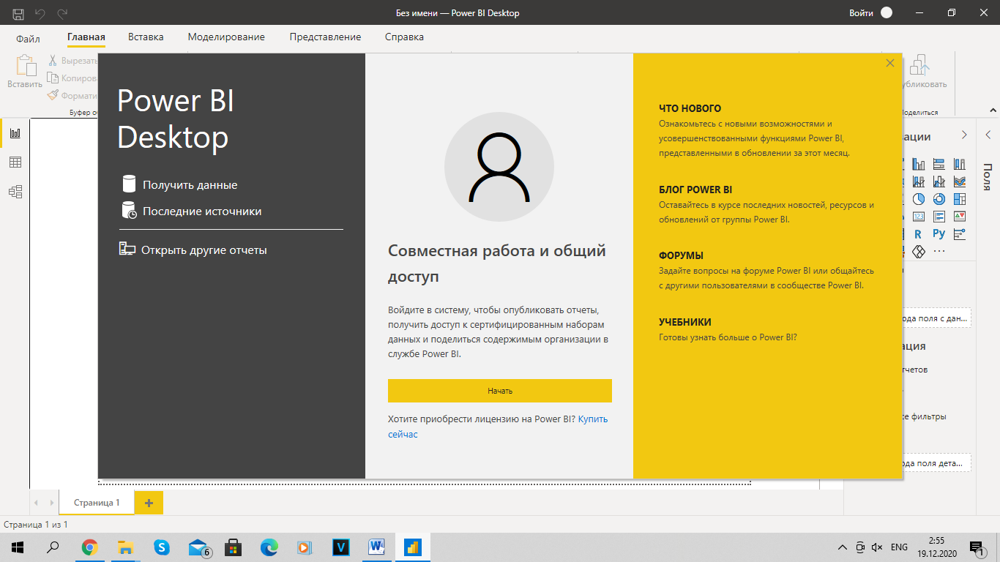 Без имени — Power BI Desktop
Войти
Файл
Главная
Вставка
Моделирование
Представление
Справка
Вставить
Вырезать
Буфер
Power BI
Desktop
Получить данные
Последние источники
Открыть другие отчеты
Совместная работа и общий
доступ
Войдите в систему, чтобы опубликовать отчеты,
получить доступ к сертифицированным наборам
данных и поделиться содержимым организации в
службе Power BI.
Начать
Хотите приобрести лицензию на Power BI? Купить
сейчас
ЧТО НОВОГО
Ознакомьтесь с новыми возможностями и
усовершенствованными функциями Power BI,
представленными в обновлении за этот месяц.
БЛОГ POWER BI
Оставайтесь в курсе последних новостей, ресурсов и
обновлений от группы Power BI.
ФОРУМЫ
Задайте вопросы на форуме Power BI или общайтесь
с другими пользователями в сообществе Power BI.
УЧЕБНИКИ
Готовы узнать больше о Power BI?
убликовать
оделиться
зации
Поля
123
R
Py
ода поля с дан...
ация
тчетов
се фильтры
ода поля дета...
Страница 1
Страница 1 из 1
6
ENG
2:55
19.12.2020
1